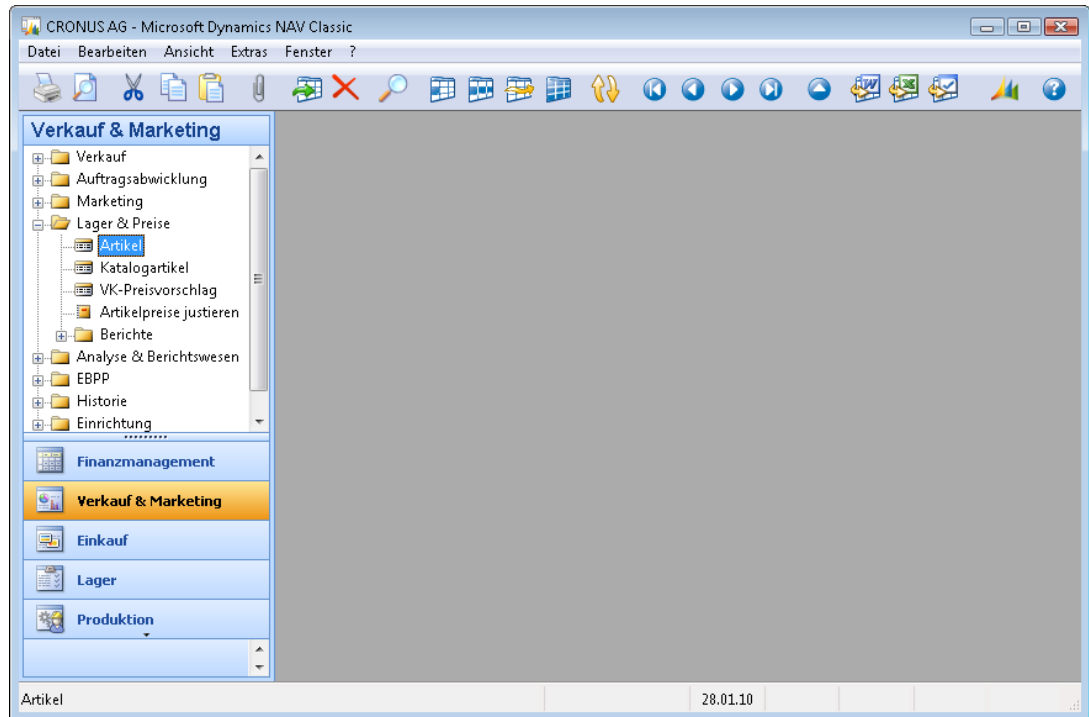 CRONUS AG - Microsoft Dynamics NAV Classic
Datei Bearbeiten Ansicht Extras Fenster ?
Verkauf & Marketing
Verkauf
Auftragsabwicklung
Marketing
Lager & Preise
Artikel
Katalogartikel
VK-Preisvorschlag
Artikelpreise justieren
Berichte
Analyse & Berichtswesen
EBPP
Historie
Einrichtung
Finanzmanagement
Verkauf & Marketing
Einkauf
Lager
Produktion
Artikel 28.01.10